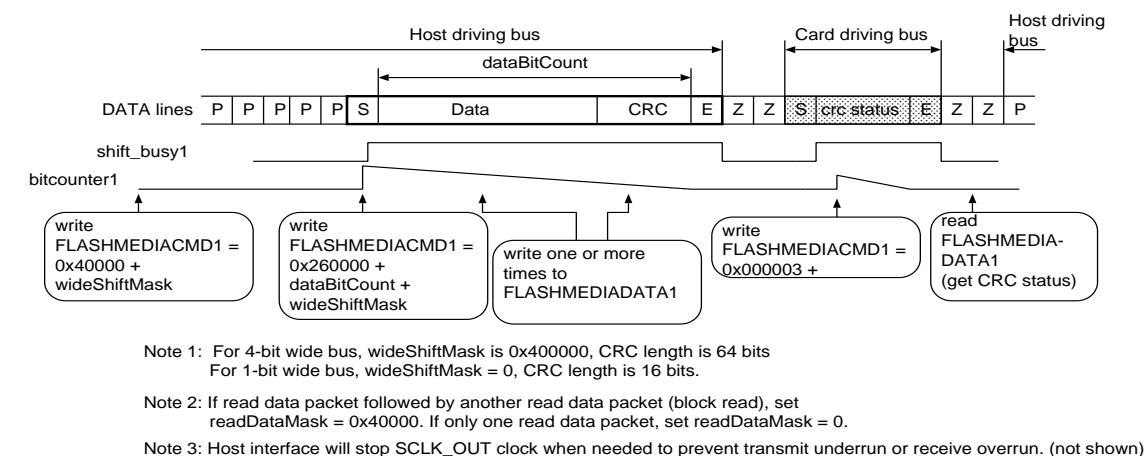 Host driving bus
Card driving bus
Host driving
bus
dataBitCount
DATA lines P P P P P S Data CRC E Z Z S crc status E Z Z P
shift_busy1
bitcounter1
write
FLASHMEDIACMD1 =
0x40000 +
wideShiftMask
write
FLASHMEDIACMD1 =
0x260000 +
dataBitCount +
wideShiftMask
write one or more
times to
FLASHMEDIADATA1
write
FLASHMEDIACMD1 =
0x000003 +
read
FLASHMEDIA-
DATA1
(get CRC status)
Note 1: For 4-bit wide bus, wideShiftMask is 0x400000, CRC length is 64 bits
For 1-bit wide bus, wideShiftMask = 0, CRC length is 16 bits.
Note 2: If read data packet followed by another read data packet (block read), set
readDataMask = 0x40000. If only one read data packet, set readDataMask = 0.
Note 3: Host interface will stop SCLK_OUT clock when needed to prevent transmit underrun or receive overrun. (not shown)